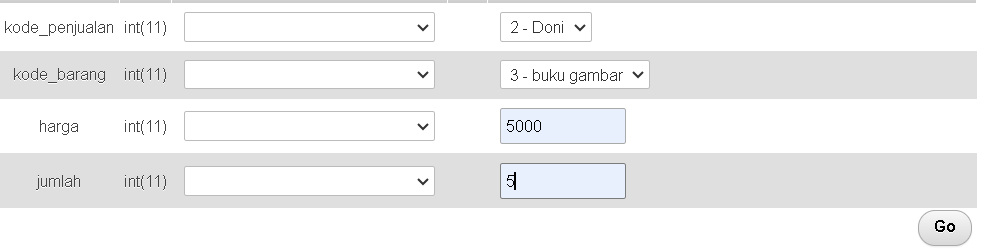 kode_penjualan int(11) 2 - Doni
kode_barang int(11) 3 - buku gambar
harga int(11) 5000
jumlah int(11) 5
Go